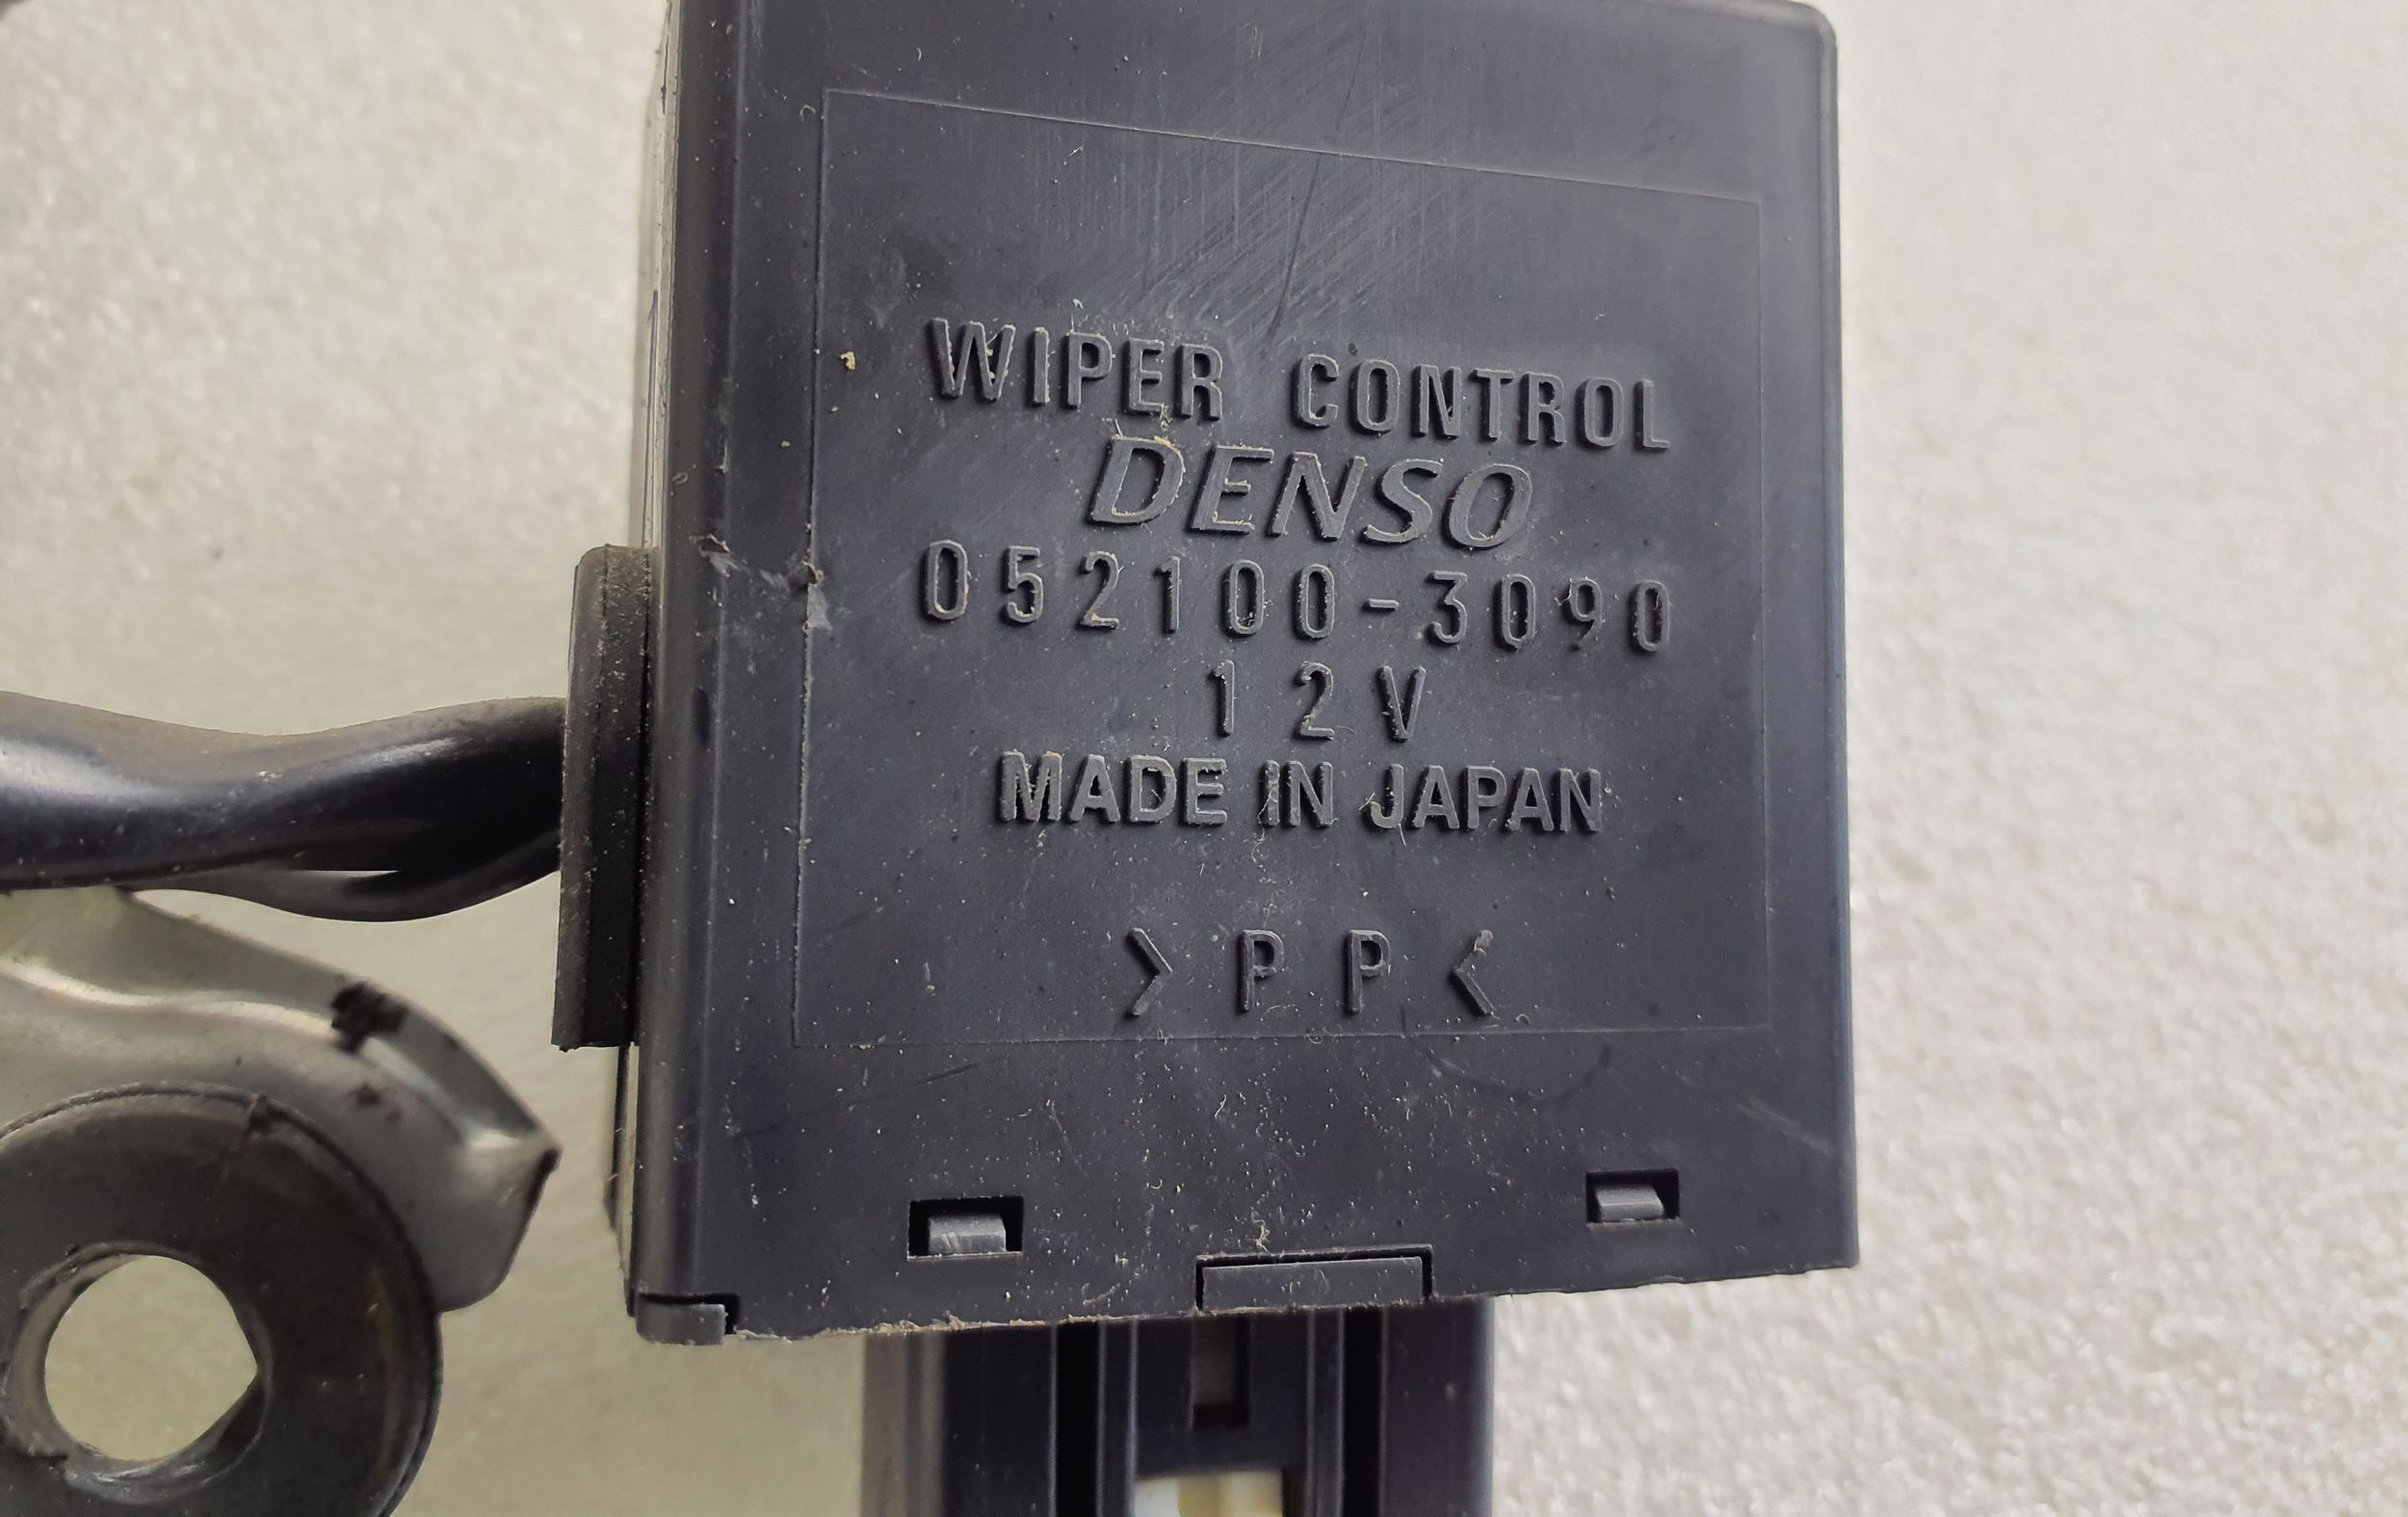 WIPER CONTROL
DENSO
052100-3090
12V
MADE IN JAPAN
>PP<